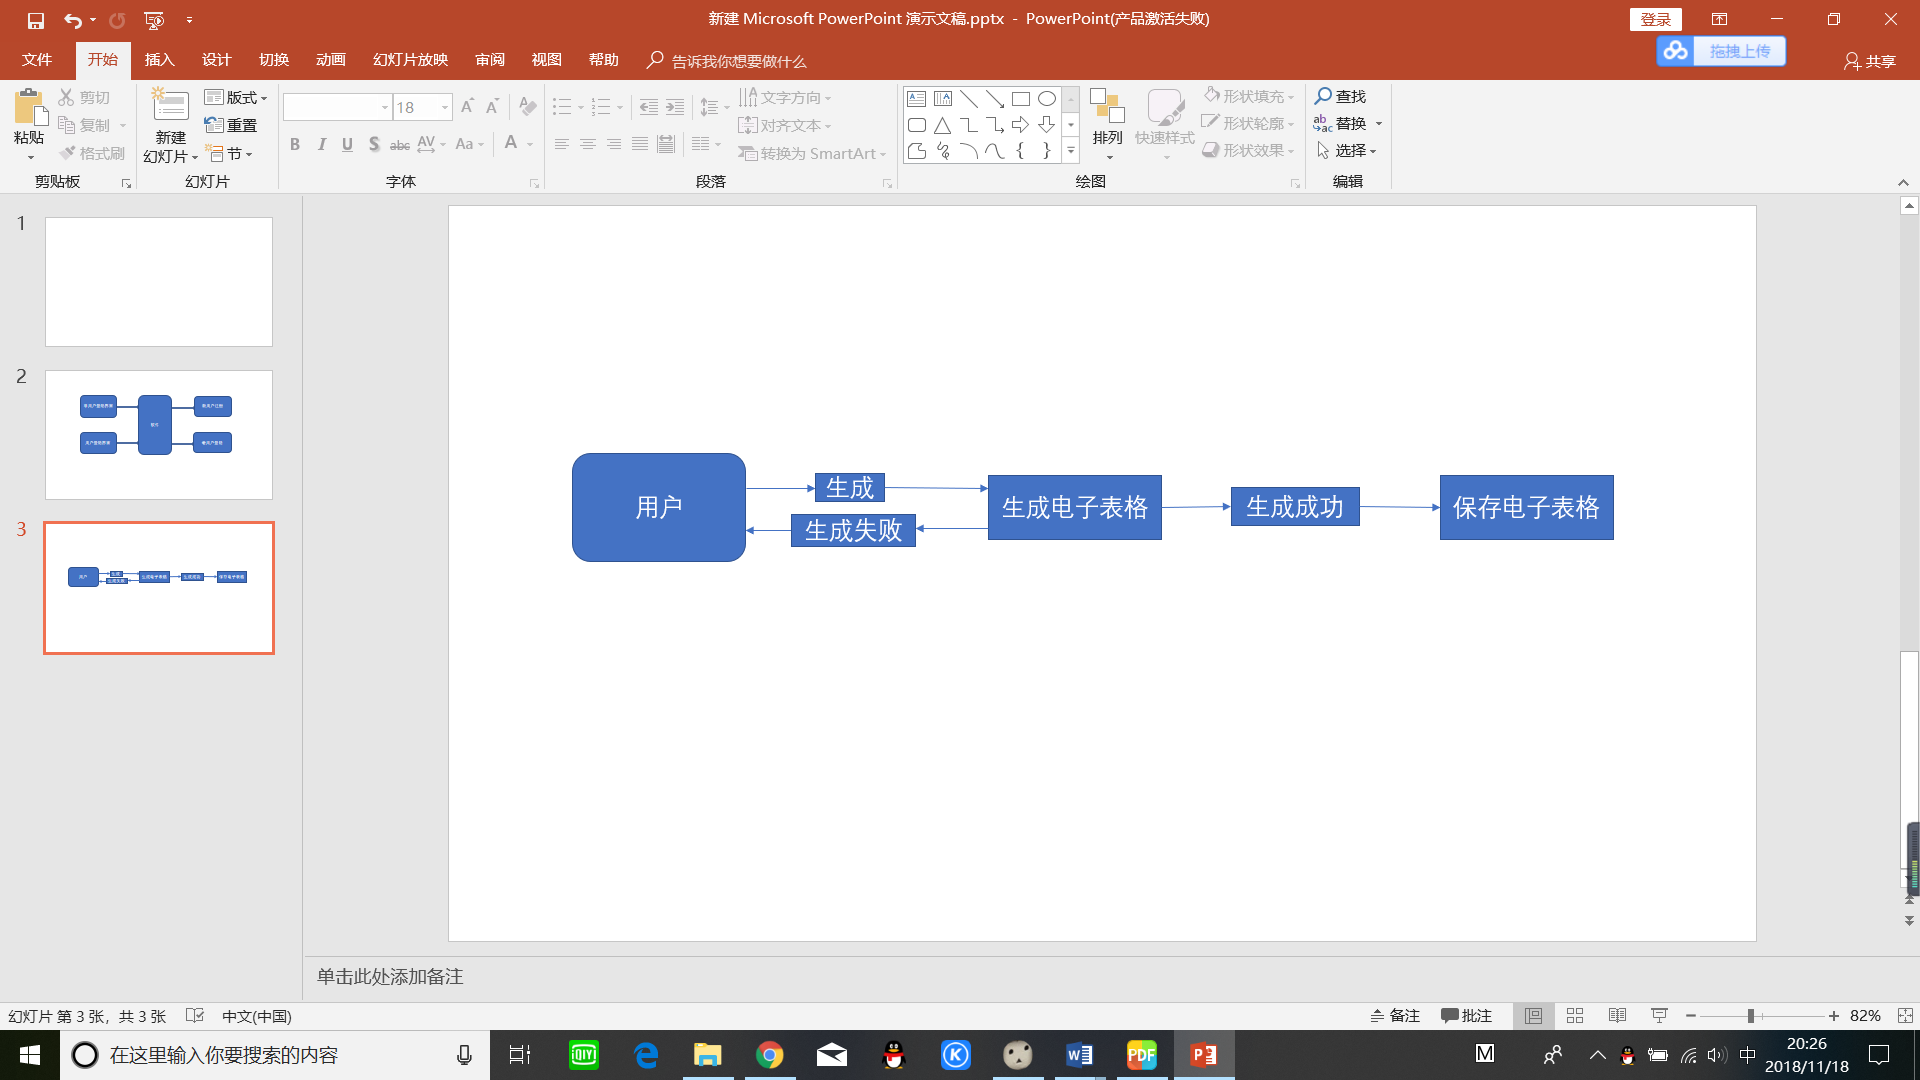 新建 Microsoft PowerPoint 演示文稿.pptx - PowerPoint(产品激活失败)
登录
拖拽上传
文件 开始 插入 设计 切换 动画 幻灯片放映 审阅 视图 帮助 告诉我你想要做什么
共享
粘贴
剪切
复制
格式刷
剪贴板
新建
幻灯片
版式
重置
节
幻灯片
18
B I U S abc AV Aa A
字体
文字方向
对齐文本
转换为 SmartArt
段落
排列
快速样式
形状填充
形状轮廓
形状效果
绘图
查找
替换
选择
编辑
1
2
3
用户
生成
生成失败
生成电子表格
生成成功
保存电子表格
单击此处添加备注
幻灯片 第 3 张，共 3 张
中文(中国)
备注
批注
82%
在这里输入你要搜索的内容
QIYI
K
W
PDF
P
M
中
20:26
2018/11/18